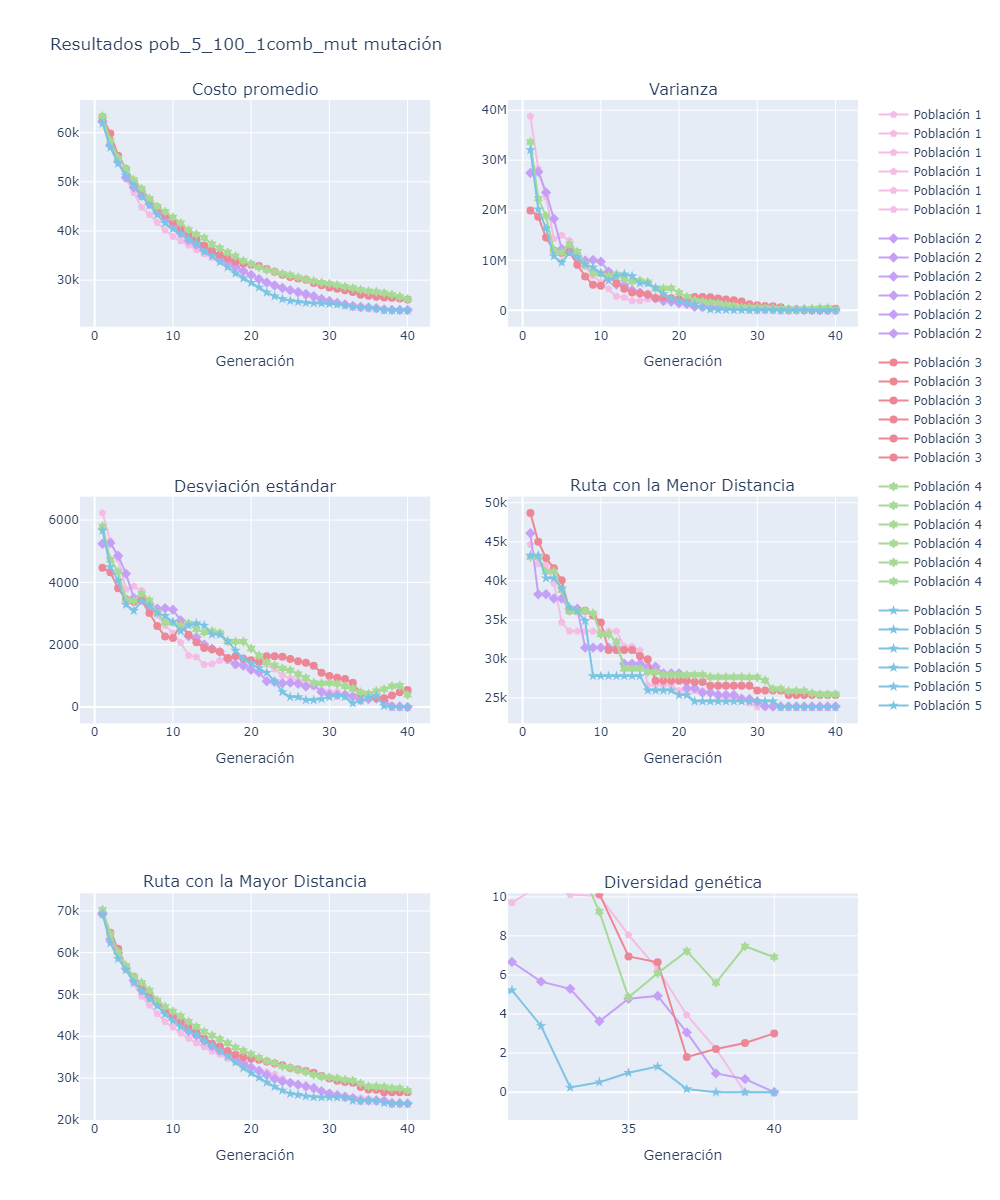 Resultados pob_5_100_1comb_mut mutación
Costo promedio
60k
50k
40k
30k
0 10 20 30 40
Generación
Varianza
40M
30M
20M
10M
0
0 10 20 30 40
Generación
Población 1
Población 1
Población 1
Población 1
Población 1
Población 1
Población 2
Población 2
Población 2
Población 2
Población 2
Población 2
Población 3
Población 3
Población 3
Población 3
Población 3
Población 3
Población 4
Población 4
Población 4
Población 4
Población 4
Población 4
Población 5
Población 5
Población 5
Población 5
Población 5
Población 5
Desviación estándar
6000
4000
2000
0
0 10 20 30 40
Generación
Ruta con la Menor Distancia
50k
45k
40k
35k
30k
25k
0 10 20 30 40
Generación
Ruta con la Mayor Distancia
70k
60k
50k
40k
30k
20k
0 10 20 30 40
Generación
Diversidad genética
10
8
6
4
2
0
35 40
Generación